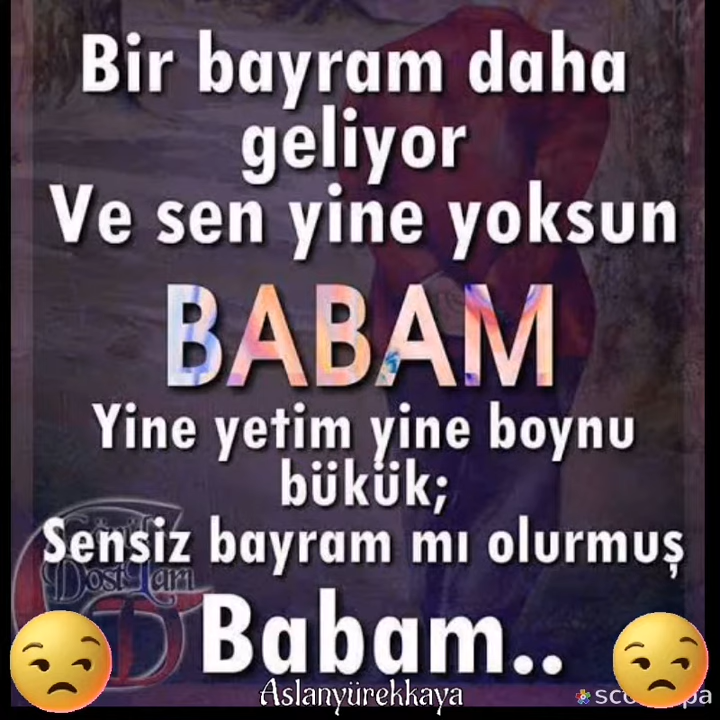 Bir bayram daha
geliyor
Ve sen yine yoksun
BABAM
Yine yetim yine boynu
bükük;
Sensiz bayram mı olurmuş
Dost
Babam..
Aslanyürekkaya